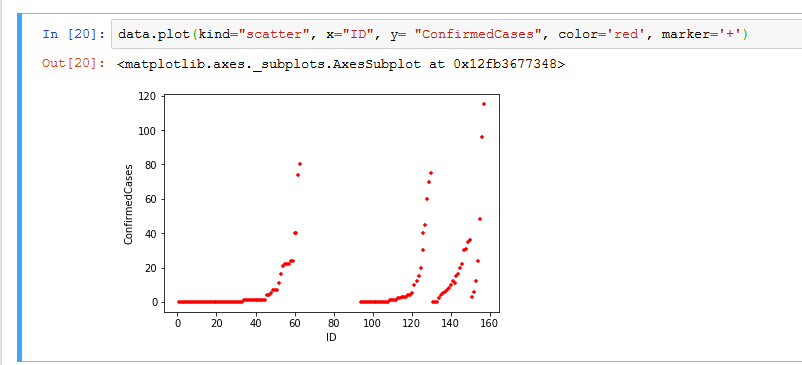 In [20]: data.plot(kind="scatter", x="ID", y= "ConfirmedCases", color='red', marker='+')
Out[20]: <matplotlib.axes._subplots.AxesSubplot at 0x12fb3677348>
120
100
80
60
40
20
0
ConfirmedCases
0 20 40 60 80 100 120 140 160
ID